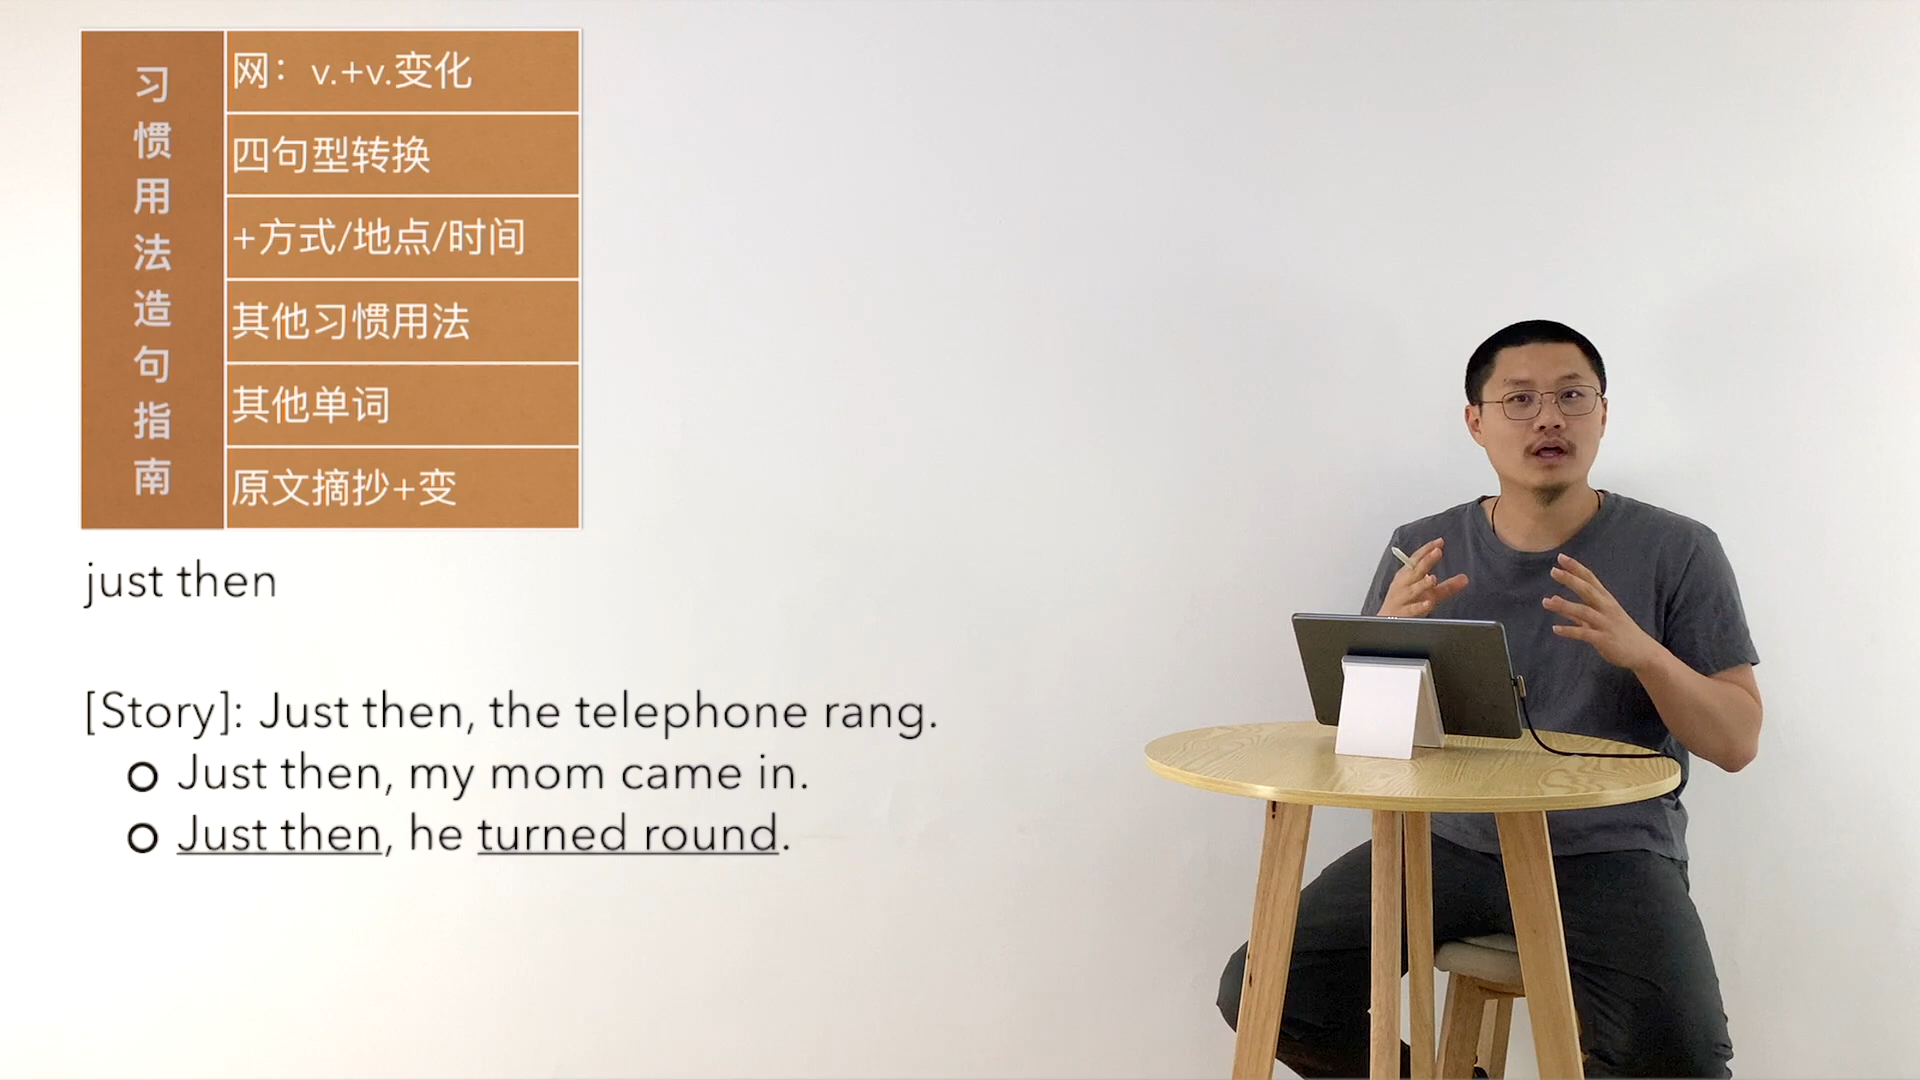 习惯用法造句指南
网：v.+v.变化
四句型转换
+方式/地点/时间
其他习惯用法
其他单词
原文摘抄+变
just then
[Story]: Just then, the telephone rang.
Just then, my mom came in.
Just then, he turned round.